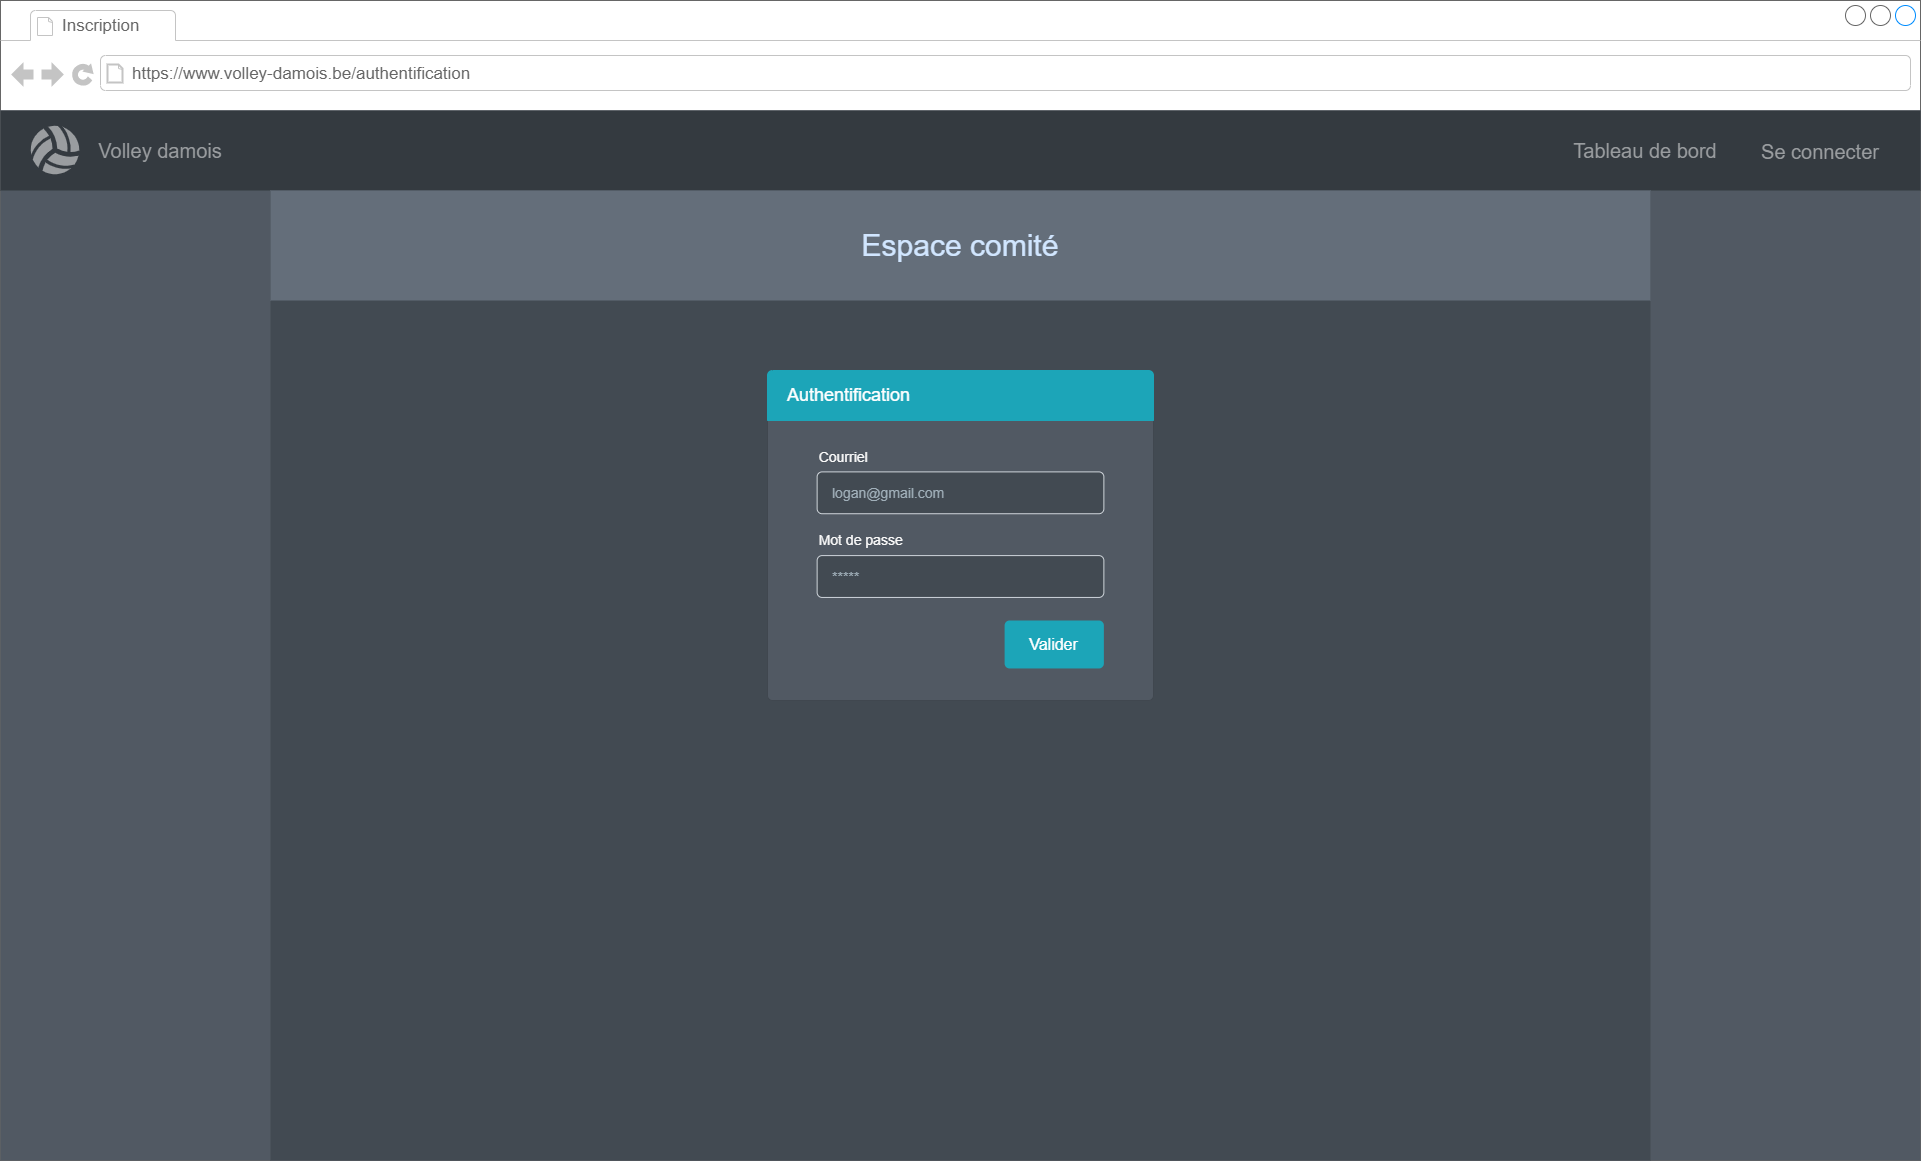 Inscription
https://www.volley-damois.be/authentification
Volley damois
Tableau de bord
Se connecter
Espace comité
Authentification
Courriel
logan@gmail.com
Mot de passe
*****
Valider